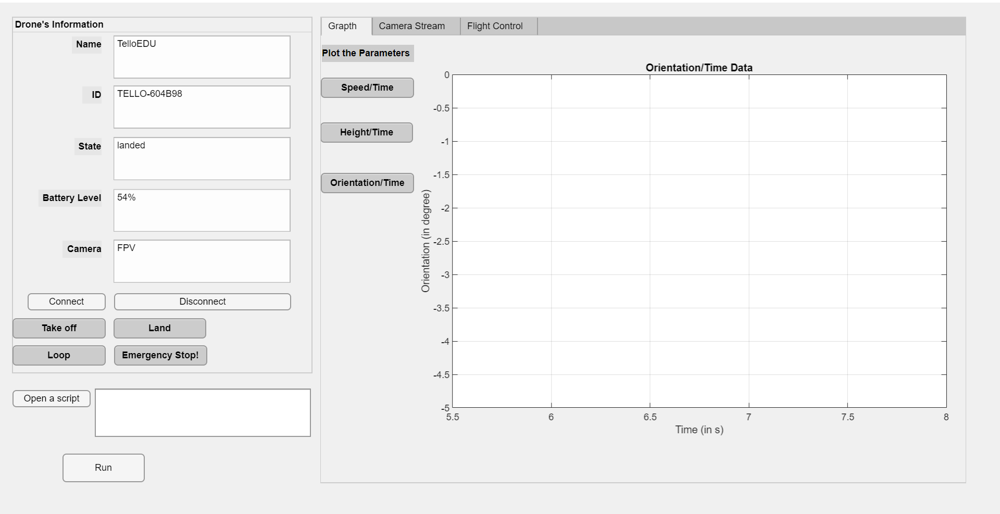 Drone's Information
Name
TelloEDU
ID
TELLO-604B98
State
landed
Battery Level
54%
Camera
FPV
Connect
Disconnect
Take off
Land
Loop
Emergency Stop!
Open a script
Run
Grapth
Camera Stream
Flight Control
Plot the Parameters
Speed/Time
Height/Time
Orientation/Time
Orientation/Time Data
Orientation (in degree)
0
-0.5
-1
-1.5
-2
-2.5
-3
-3.5
-4
-4.5
-5
5.5
6
6.5
7
7.5
8
Time (in s)